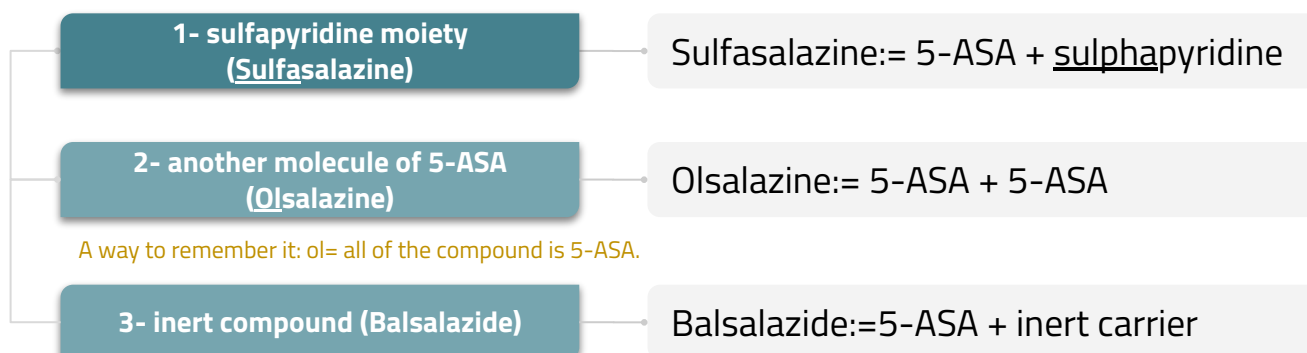 1- sulfapyridine moiety
(Sulfasalazine)
Sulfasalazine:= 5-ASA + sulphapyridine
2- another molecule of 5-ASA
(Olsalazine)
Olsalazine:= 5-ASA + 5-ASA
A way to remember it: ol= all of the compound is 5-ASA.
3- inert compound (Balsalazide)
Balsalazide:=5-ASA + inert carrier